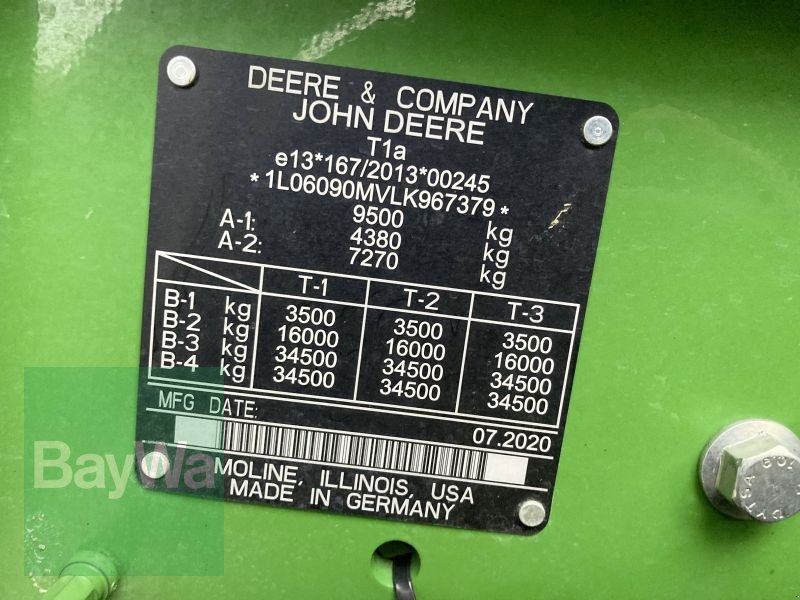 DEERE & COMPANY
JOHN DEERE
T1a
e13*167/2013*00245
*1L06090MVLK967379*
9500 kg
A-1: 4380 kg
A-2: 7270 kg
T-1 T-2 T-3
B-1 kg 3500 3500 3500
B-2 kg 16000 16000 16000
B-3 kg 34500 34500 34500
B-4 kg 34500 34500 34500
MFG DATE: 07.2020
MOLINE, ILLINOIS, USA
MADE IN GERMANY
BayWa